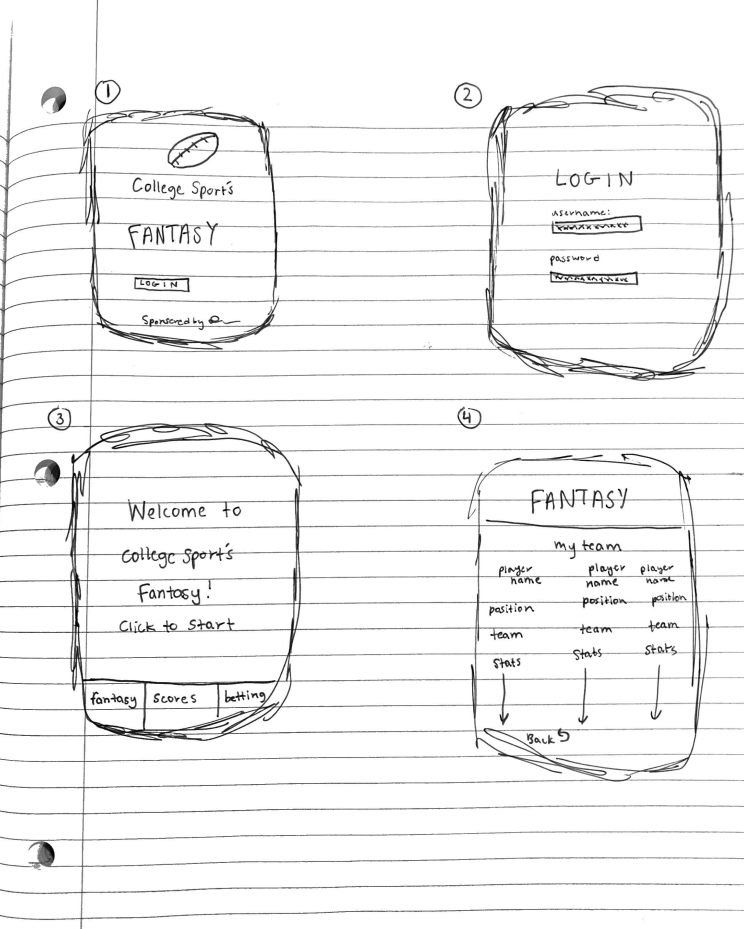 1
College Sport's
FANTASY
LOGIN
Sponsered by
2
LOGIN
username:
password
3
Welcome to
College Sport's
Fantasy!
Click to Start
fantasy scores betting
4
FANTASY
my team
player name player name player name
position position position
team team team
stats stats stats
Back